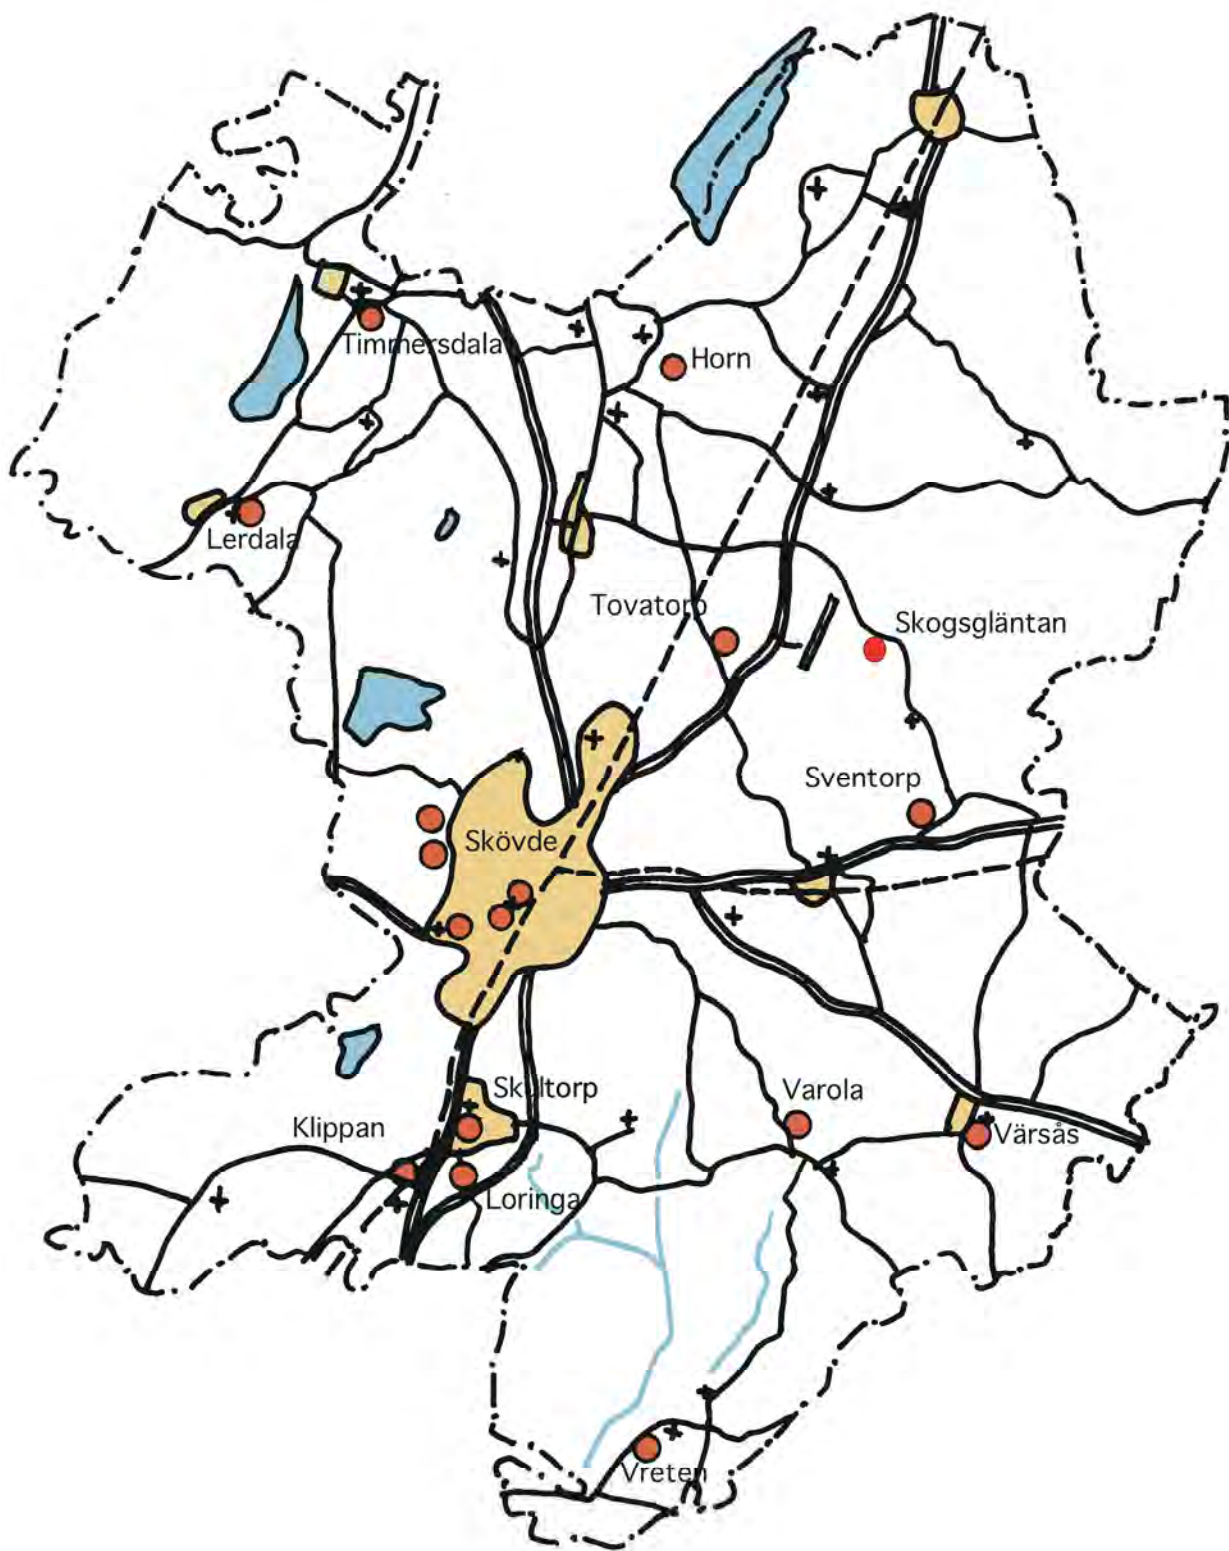 Timmersdala
Horn
Lerdala
Tovatorp
Skogsgläntan
Sventorp
Skövde
Skultorp
Varola
Klippan
Värsås
Loringa
Vreten